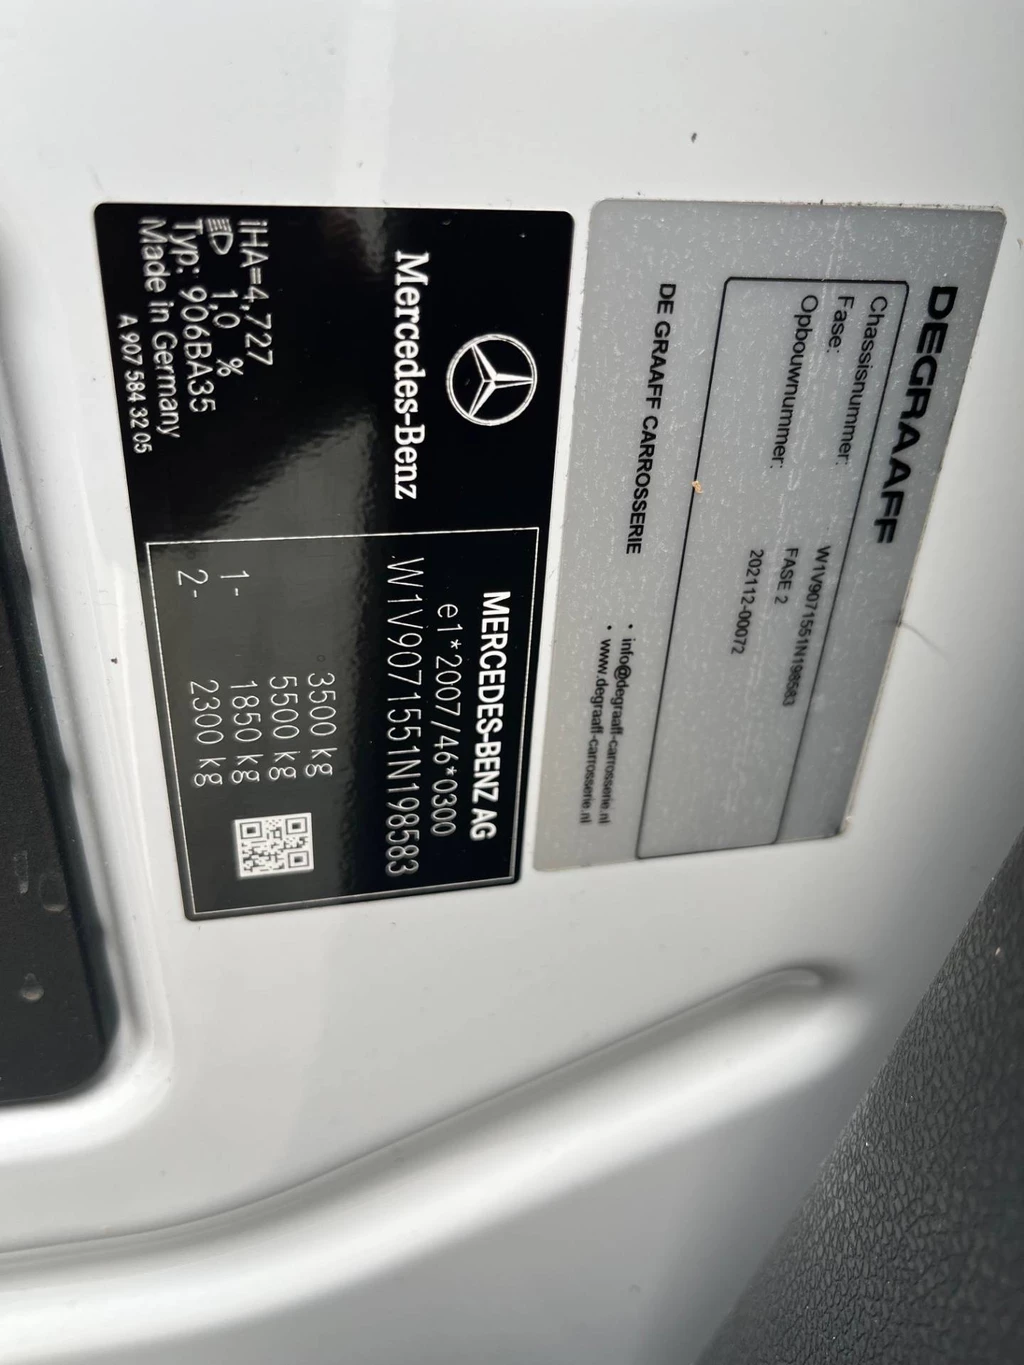 DEGRAAFF
Chassisnummer: W1V9071551N198583
Fase: FASE 2
Opbouwnummer: 202112-00072
DE GRAAFF CARROSSERIE
• info@degraaff-carrosserie.nl
• www.degraaff-carrosserie.nl
Mercedes-Benz
iHA=4,727
1,0 %
Typ: 906BA35
Made in Germany
A 907 584 32 05
MERCEDES-BENZ AG
e1*2007/46*0300
W1V9071551N198583
3500 kg
5500 kg
1- 1850 kg
2- 2300 kg